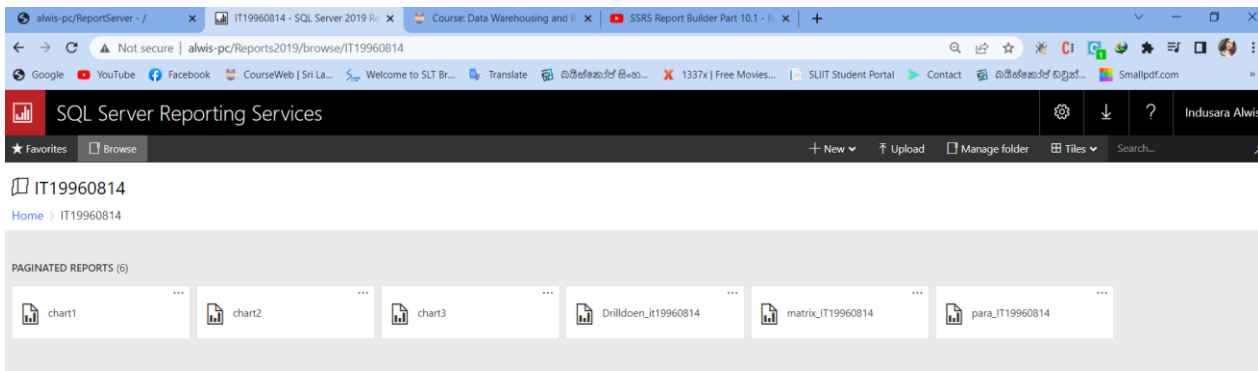 alwis-pc/ReportServer - /
IT19960814 - SQL Server 2019 Re
Course: Data Warehousing and B
SSRS Report Builder Part 10.1 - R
Not secure | alwis-pc/Reports2019/browse/IT19960814
Google
YouTube
Facebook
CourseWeb | Sri La...
Welcome to SLT Br...
Translate
1337x | Free Movies...
SLIIT Student Portal
Contact
Smallpdf.com
SQL Server Reporting Services
Indusara Alwis
Favorites
Browse
New
Upload
Manage folder
Tiles
Search...
IT19960814
Home > IT19960814
PAGINATED REPORTS (6)
chart1
chart2
chart3
Drilldoen_it19960814
matrix_IT19960814
para_IT19960814